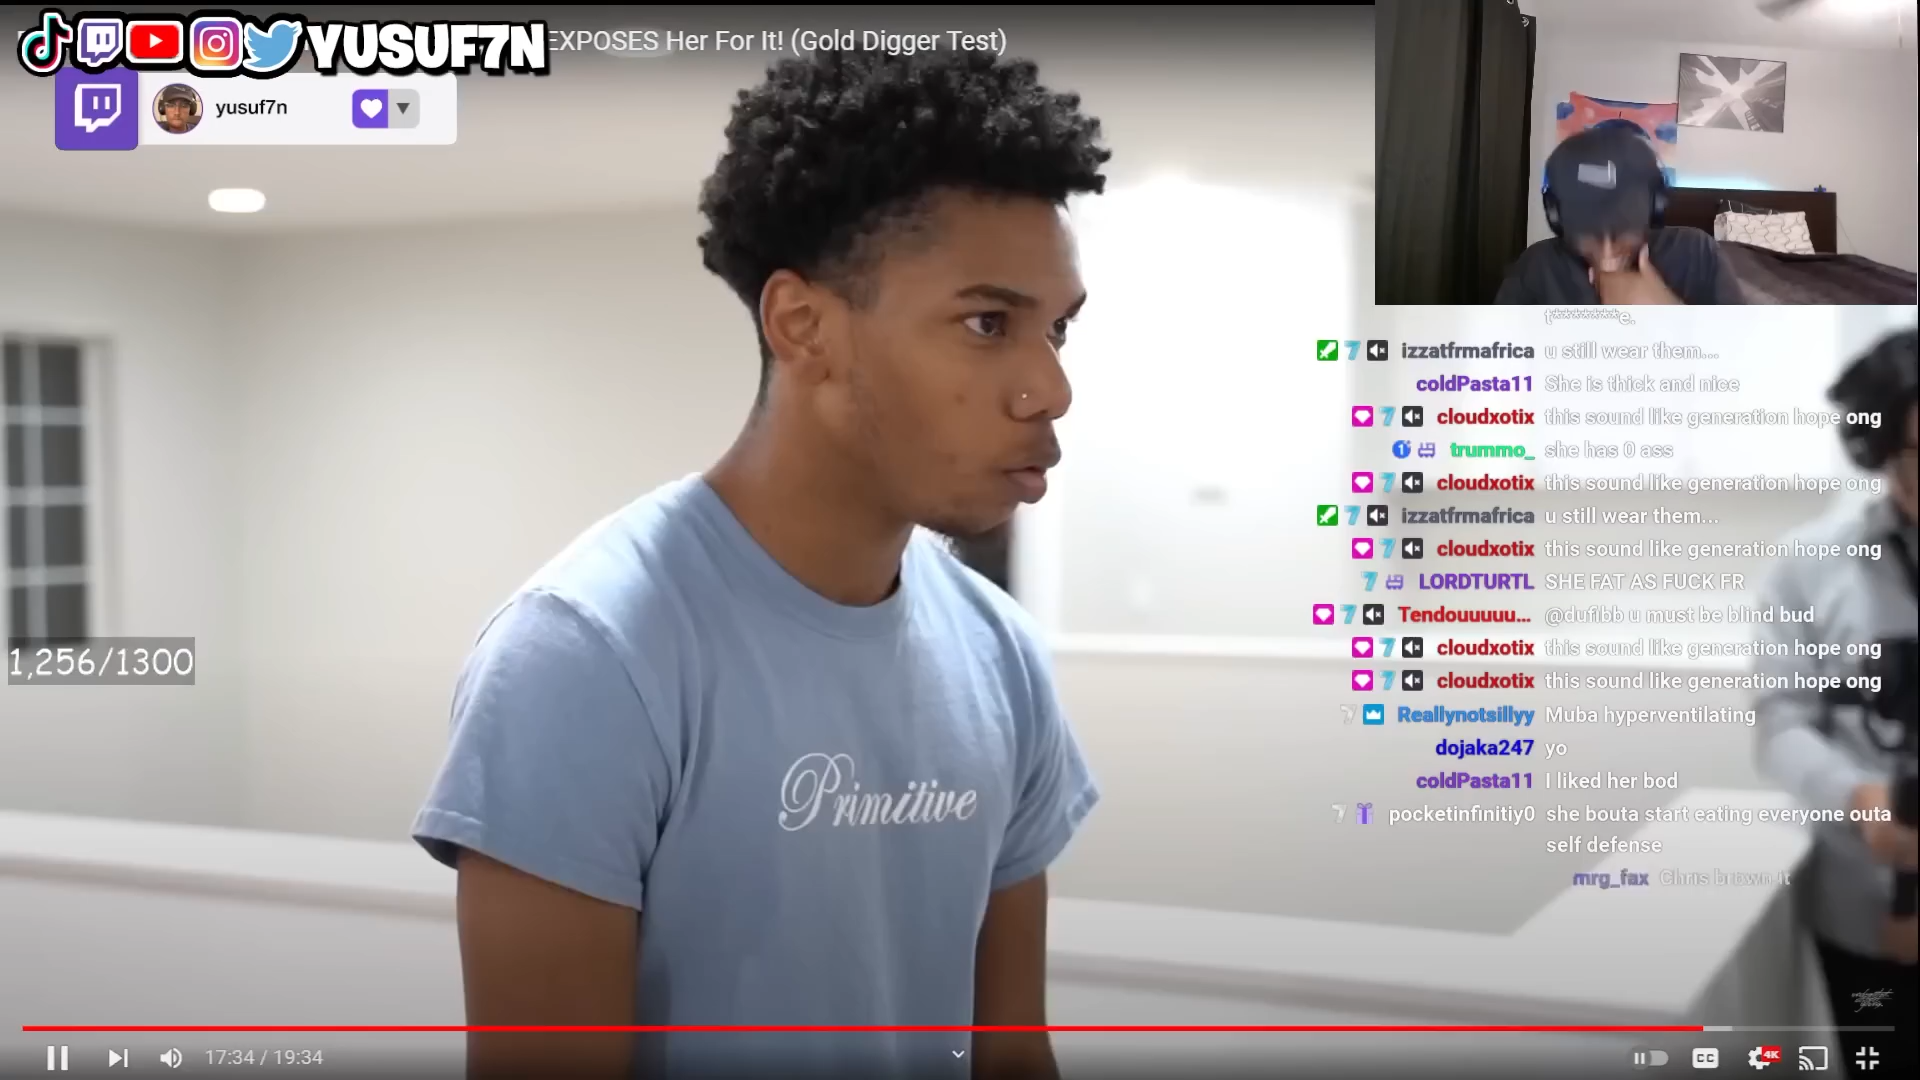 YUSUF7N
EXPOSES Her For It! (Gold Digger Test)
yusuf7n
t********e.
izzatfrmafrica u still wear them...
coldPasta11 She is thick and nice
cloudxotix this sound like generation hope ong
trummo_ she has 0 ass
cloudxotix this sound like generation hope ong
izzatfrmafrica u still wear them...
cloudxotix this sound like generation hope ong
LORDTURTL SHE FAT AS FUCK FR
Tendouuuuu... @dufibb u must be blind bud
cloudxotix this sound like generation hope ong
cloudxotix this sound like generation hope ong
Reallynotsillyy Muba hyperventilating
dojaka247 yo
coldPasta11 I liked her bod
pocketinfinitiy0 she bouta start eating everyone outa
self defense
mrg_fax Chris brown it
1,256/1300
Primitive
17:34 / 19:34
CC
4K